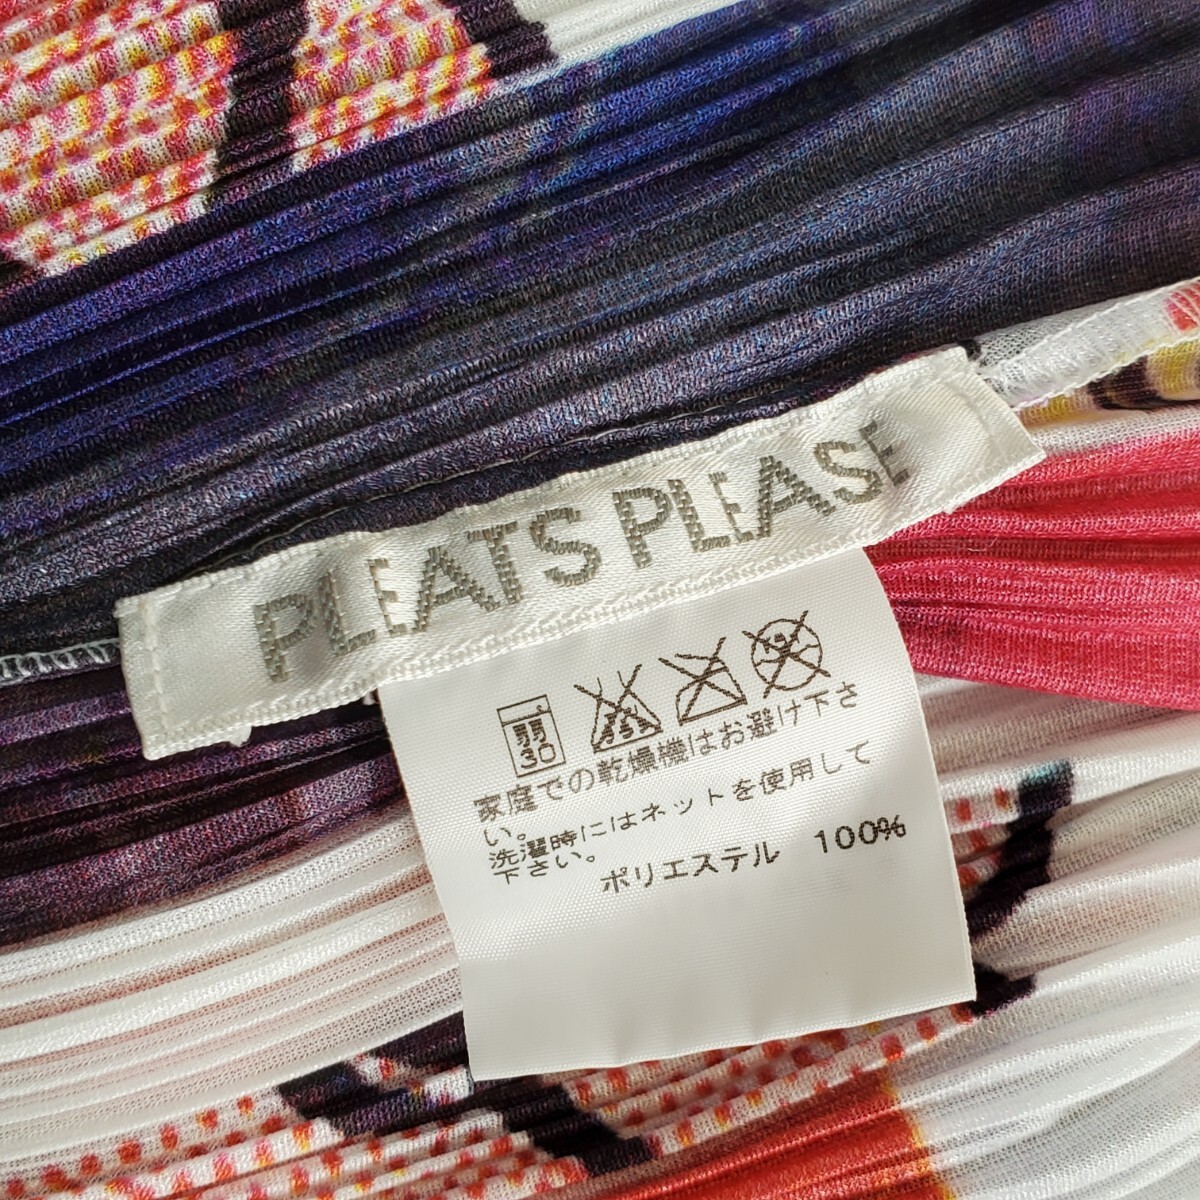 PLEATS PLEASE
弱
30
家庭での乾燥機はお避け下さ
い。
洗濯時にはネットを使用して
下さい。
ポリエステル 100%